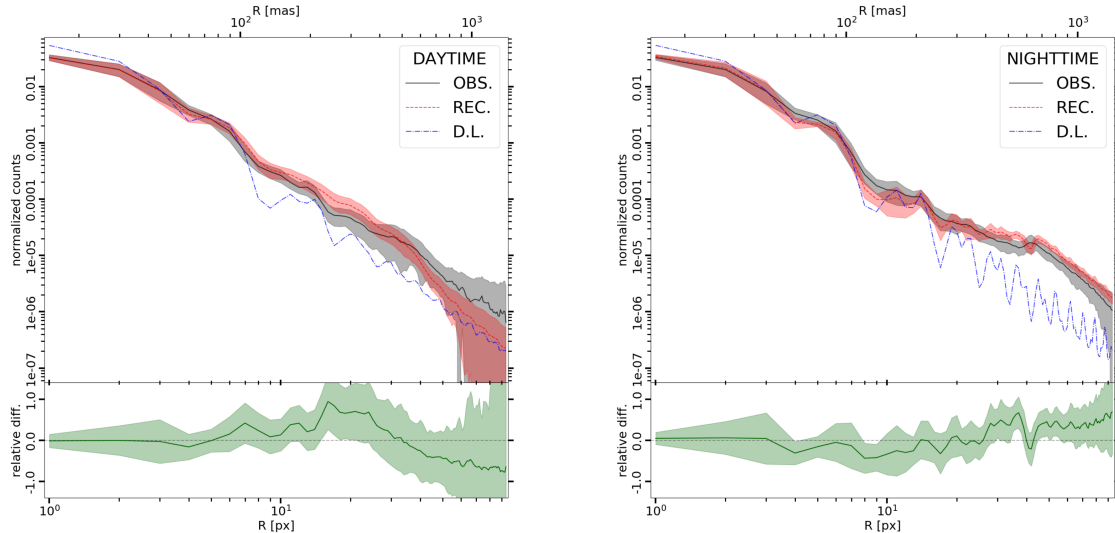 R [mas]
10² 10³
DAYTIME
OBS.
REC.
D.L.
normalized counts
0.01
0.001
0.0001
1e-05
1e-06
1e-07
relative diff.
1.0
0.0
-1.0
10⁰ 10¹
R [px]
R [mas]
10² 10³
NIGHTTIME
OBS.
REC.
D.L.
normalized counts
0.01
0.001
0.0001
1e-05
1e-06
1e-07
relative diff.
1.0
0.0
-1.0
10⁰ 10¹
R [px]